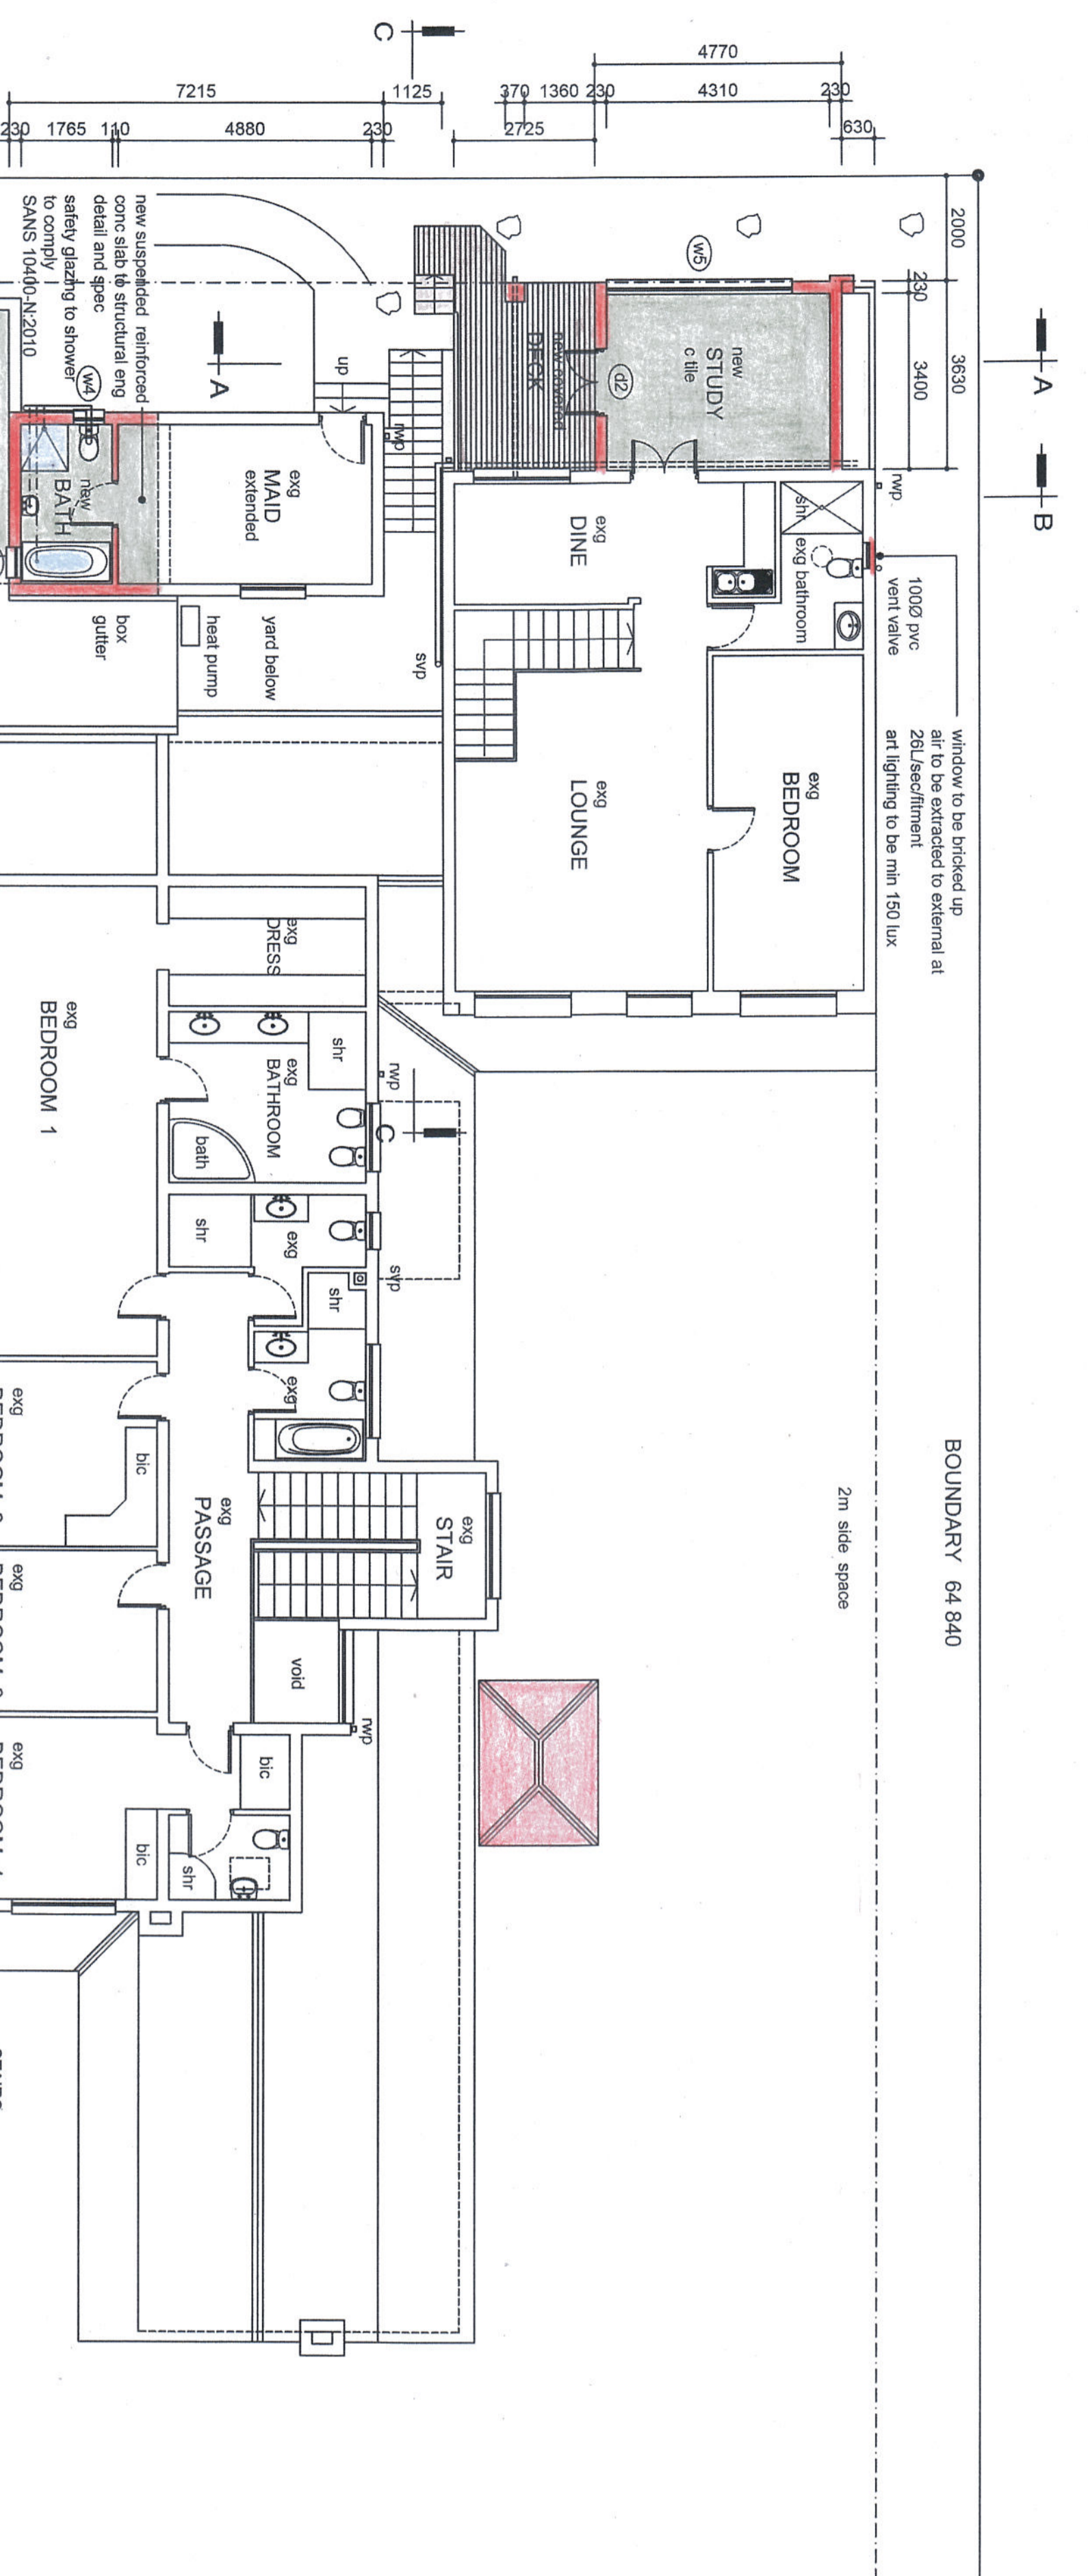 C
4770
7215
1125
370
1360
230
4310
230
230
1765
110
4880
230
2725
630
2000
230
3630
3400
A
B
A
new suspended reinforced
conc slab to structural eng
detail and spec
safety glazing to shower
to comply
SANS 10400-N:2010
w4
w5
d2
new
STUDY
c tile
DECK
up
rwp
rwp
exg
MAID
extended
new
BATH
exg
DINE
shr
exg bathroom
100Ø pvc
vent valve
window to be bricked up
air to be extracted to external at
26L/sec/fitment
art lighting to be min 150 lux
box
gutter
heat pump
yard below
svp
exg
LOUNGE
exg
BEDROOM
exg
DRESS
exg
BEDROOM 1
shr
exg
BATHROOM
bath
rwp
C
shr
exg
svp
shr
exg
exg
bic
exg
PASSAGE
exg
STAIR
BOUNDARY 64 840
2m side space
exg
void
rwp
exg
bic
bic
shr